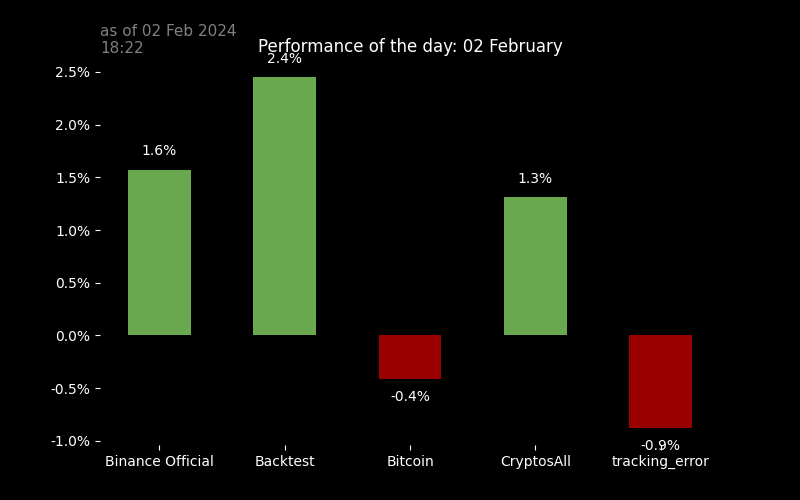 as of 02 Feb 2024
18:22
Performance of the day: 02 February
2.5%
2.0%
1.5%
1.0%
0.5%
0.0%
-0.5%
-1.0%
1.6%
2.4%
-0.4%
1.3%
-0.9%
Binance Official
Backtest
Bitcoin
CryptosAll
tracking_error